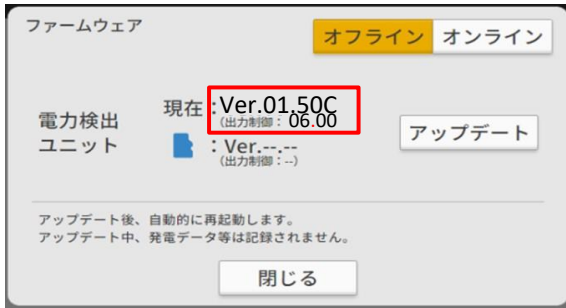 ファームウェア
オフライン オンライン
電力検出
ユニット
現在：Ver.01.50C
（出力制御： 06.00
：Ver.--.--
（出力制御：--）
アップデート
アップデート後、自動的に再起動します。
アップデート中、発電データ等は記録されません。
閉じる